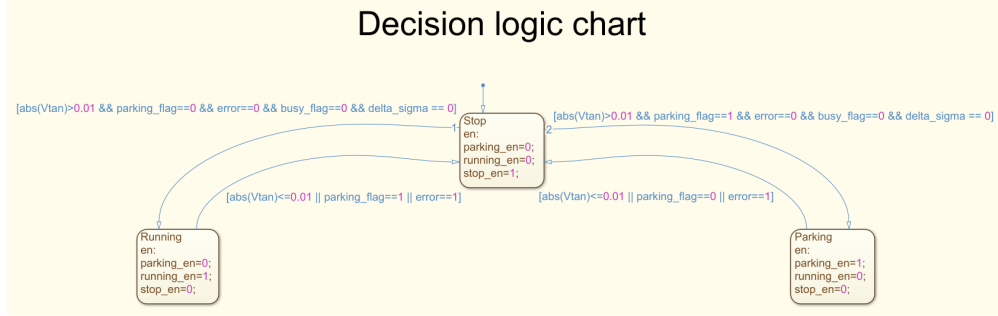 Decision logic chart
[abs(Vtan)>0.01 && parking_flag==0 && error==0 && busy_flag==0 && delta_sigma == 0]
[abs(Vtan)>0.01 && parking_flag==1 && error==0 && busy_flag==0 && delta_sigma == 0]
1
2
Stop
en:
parking_en=0;
running_en=0;
stop_en=1;
[abs(Vtan)<=0.01 || parking_flag==1 || error==1]
[abs(Vtan)<=0.01 || parking_flag==0 || error==1]
Running
en:
parking_en=0;
running_en=1;
stop_en=0;
Parking
en:
parking_en=1;
running_en=0;
stop_en=0;